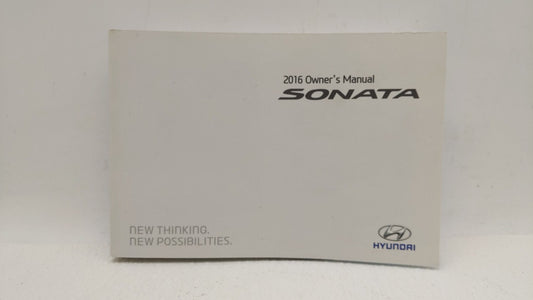 2016 Owner's Manual
SONATA
NEW THINKING.
NEW POSSIBILITIES.
HYUNDAI